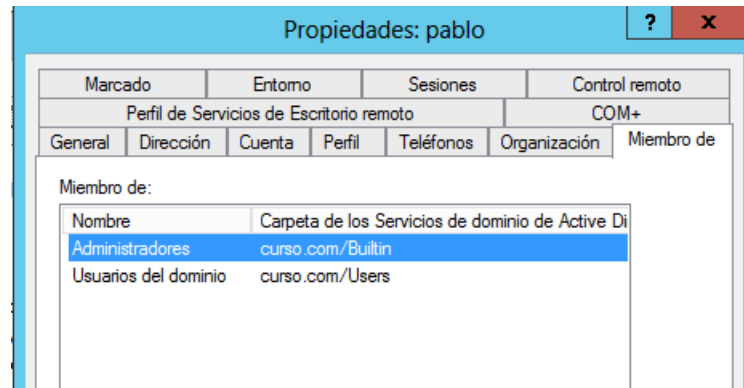 Propiedades: pablo ? x
Marcado Entorno Sesiones Control remoto
Perfil de Servicios de Escritorio remoto COM+
General Dirección Cuenta Perfil Teléfonos Organización Miembro de
Miembro de:
Nombre Carpeta de los Servicios de dominio de Active Di
Administradores curso.com/Builtin
Usuarios del dominio curso.com/Users